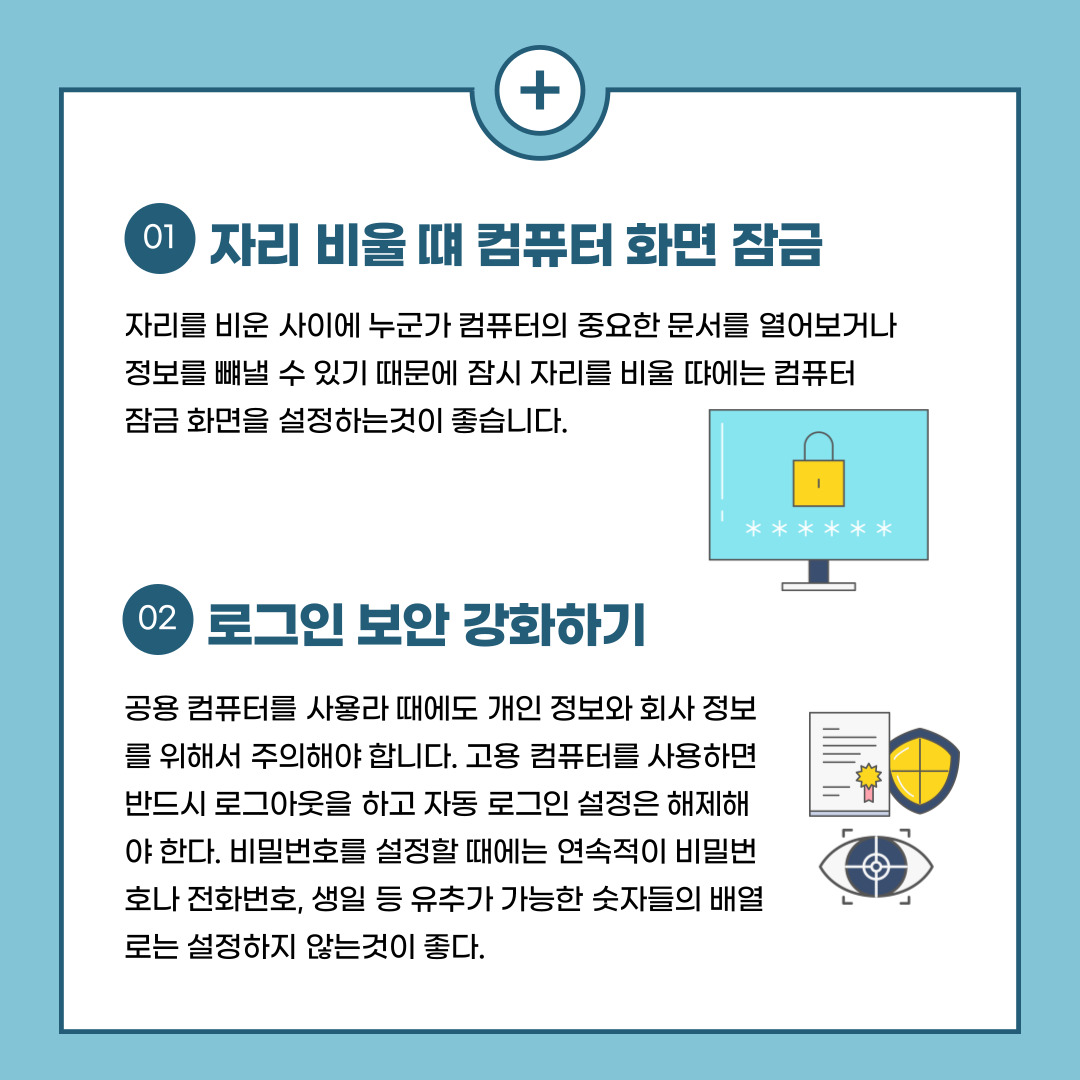 01 자리 비울 떄 컴퓨터 화면 잠금
자리를 비운 사이에 누군가 컴퓨터의 중요한 문서를 열어보거나
정보를 뺴낼 수 있기 때문에 잠시 자리를 비울 떄에는 컴퓨터
잠금 화면을 설정하는것이 좋습니다.
******
02 로그인 보안 강화하기
공용 컴퓨터를 사욯라 때에도 개인 정보와 회사 정보
를 위해서 주의해야 합니다. 고용 컴퓨터를 사용하면
반드시 로그아웃을 하고 자동 로그인 설정은 해제해
야 한다. 비밀번호를 설정할 때에는 연속적이 비밀번
호나 전화번호, 생일 등 유추가 가능한 숫자들의 배열
로는 설정하지 않는것이 좋다.